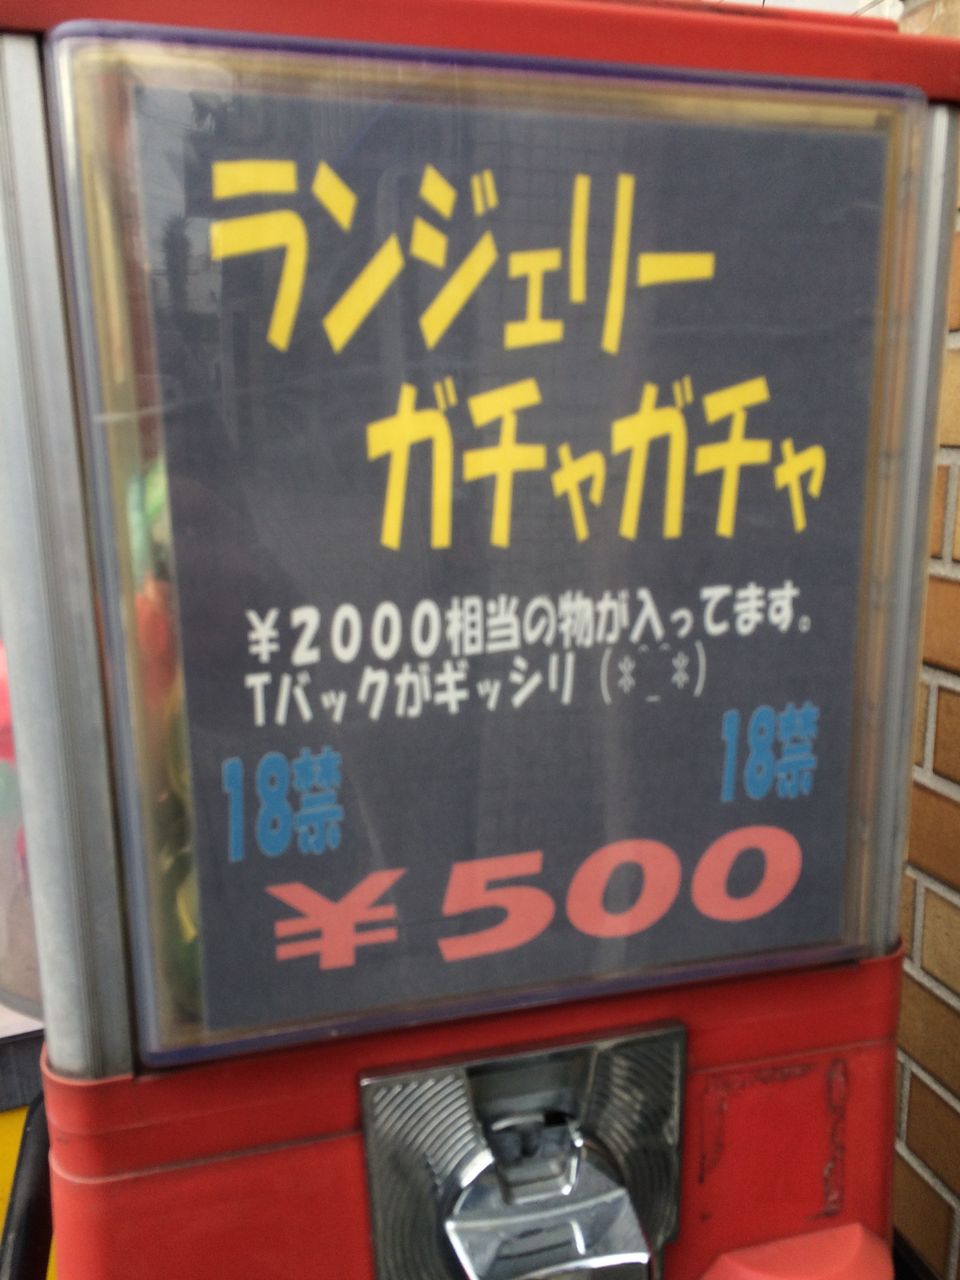 ランジェリー
ガチャガチャ
¥2000相当の物が入ってます。
Tバックがギッシリ (*^_^*)
18禁 18禁
¥500